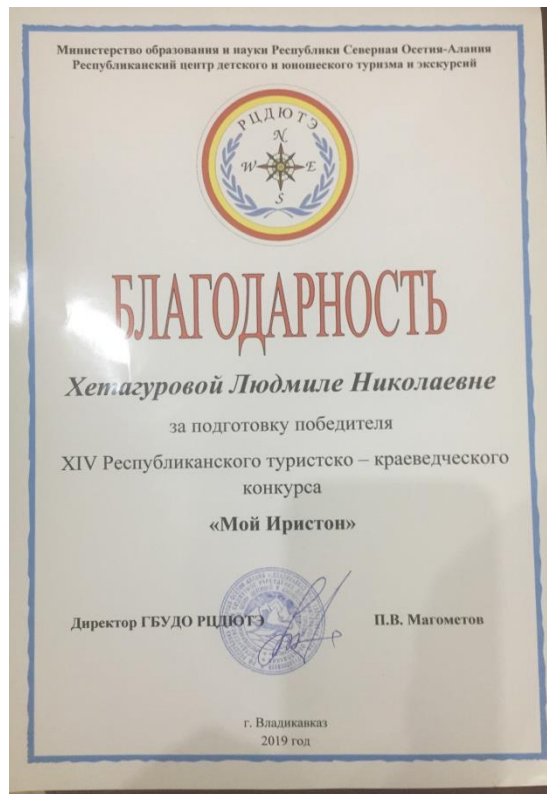 Министерство образования и науки Республики Северная Осетия-Алания
Республиканский центр детского и юношеского туризма и экскурсий
РЦДЮТЭ
N
W E
S
БЛАГОДАРНОСТЬ
Хетагуровой Людмиле Николаевне
за подготовку победителя
XIV Республиканского туристско – краеведческого
конкурса
«Мой Иристон»
Директор ГБУДО РЦДЮТЭ П.В. Магометов
г. Владикавказ
2019 год